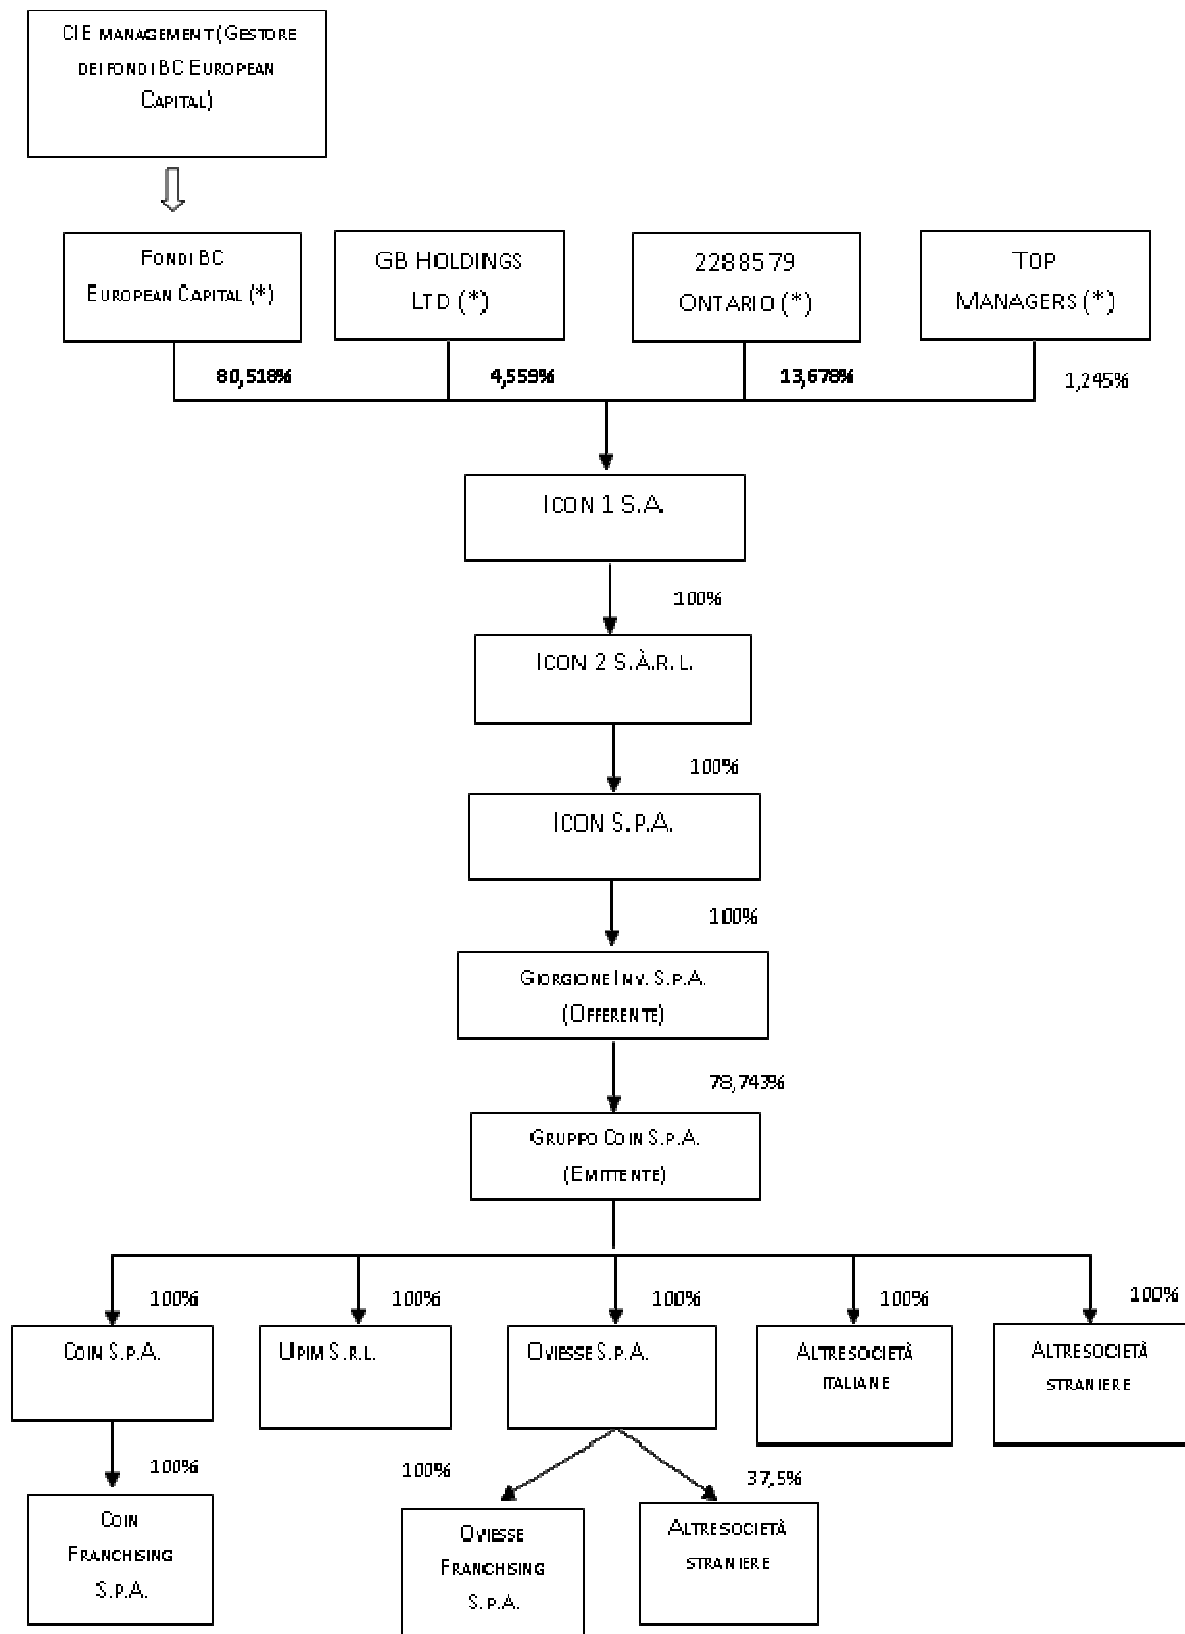 CIE MANAGEMENT (GESTORE
DEI FONDI BC EUROPEAN
CAPITAL)
FONDI BC
EUROPEAN CAPITAL (*)
GB HOLDINGS
LTD (*)
2288579
ONTARIO (*)
TOP
MANAGERS (*)
80,518%
4,559%
13,678%
1,245%
ICON 1 S.A.
100%
ICON 2 S.À.R.L.
100%
ICON S.P.A.
100%
GIORGIONE INV. S.P.A.
(OFFERENTE)
78,743%
GRUPPO COIN S.P.A.
(EMITTENTE)
100%
100%
100%
100%
100%
COIN S.P.A.
UPIM S.R.L.
OVIESSE S.P.A.
ALTRE SOCIETÀ
ITALIANE
ALTRE SOCIETÀ
STRANIERE
100%
100%
37,5%
COIN
FRANCHISING
S.P.A.
OVIESSE
FRANCHISING
S.P.A.
ALTRE SOCIETÀ
STRANIERE